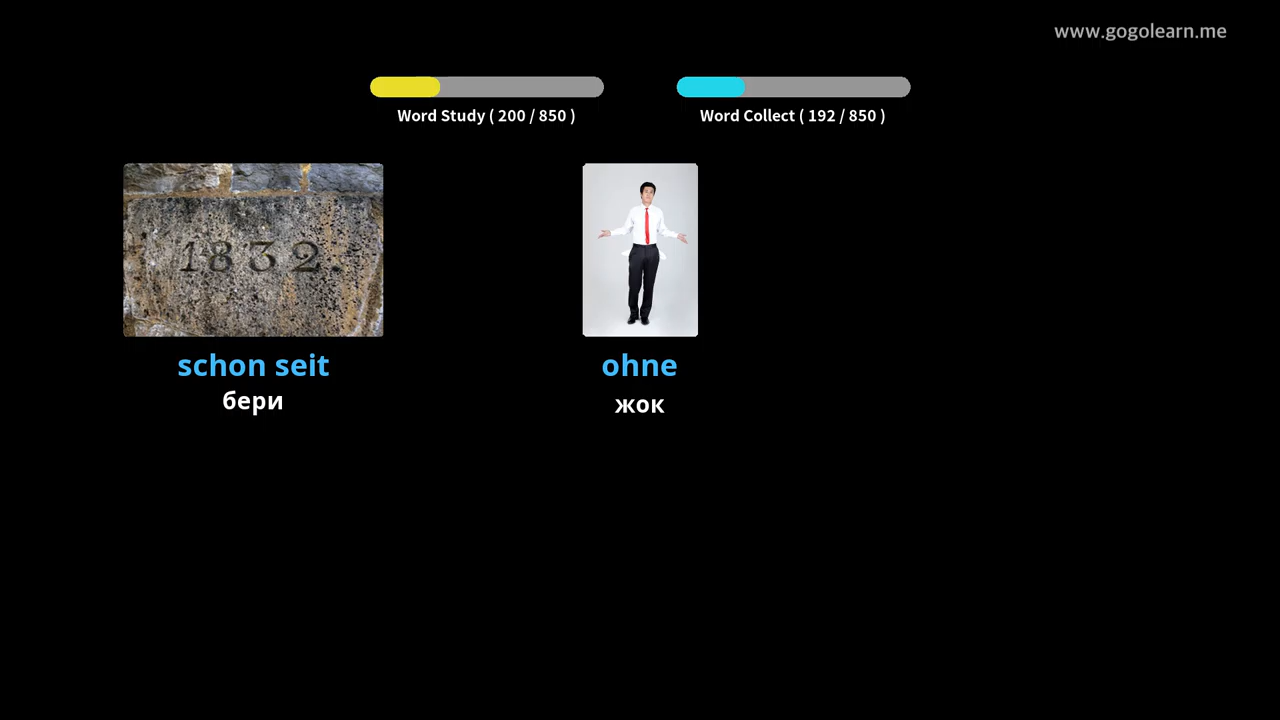 www.gogolearn.me
Word Study ( 200 / 850 )
Word Collect ( 192 / 850 )
1832.
schon seit
бери
ohne
жок